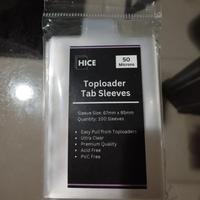 HICE
50
Microns
Toploader
Tab Sleeves
Sleeve Size: 67mm x 95mm
Quantity: 100 Sleeves
• Easy Pull from Toploaders
• Ultra Clear
• Premium Quality
• Acid Free
• PVC Free